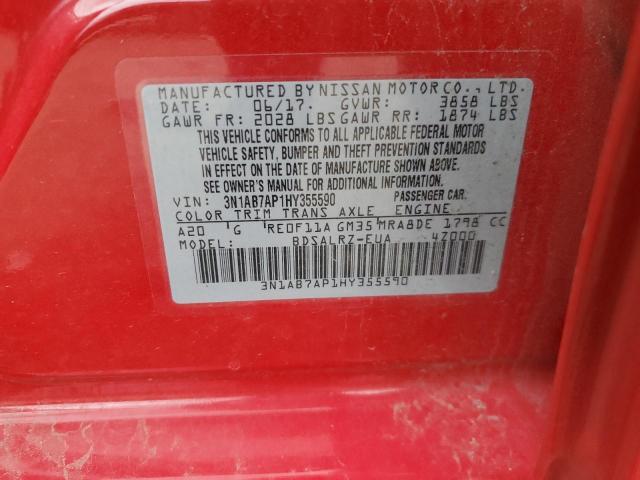 MANUFACTURED BY NISSAN MOTOR CO., LTD.
DATE: 06/17. GVWR: 3858 LBS
GAWR FR: 2028 LBS GAWR RR: 1874 LBS
THIS VEHICLE CONFORMS TO ALL APPLICABLE FEDERAL MOTOR
VEHICLE SAFETY, BUMPER AND THEFT PREVENTION STANDARDS
IN EFFECT ON THE DATE OF MANUFACTURE SHOWN ABOVE.
SEE OWNER'S MANUAL FOR ADDITIONAL INFORMATION.
VIN: 3N1AB7AP1HY355590 PASSENGER CAR.
COLOR TRIM TRANS AXLE ENGINE
A20 G RE0F11A GM35 MRA8DE 1798 CC
BDSALRZ-EUA 4Z000
3N1AB7AP1HY355590